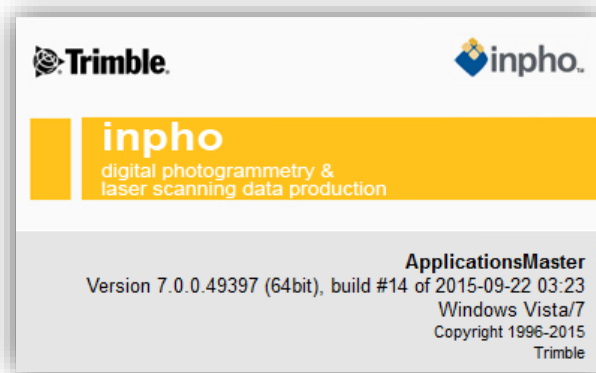 Trimble.
inpho™
inpho
digital photogrammetry &
laser scanning data production
ApplicationsMaster
Version 7.0.0.49397 (64bit), build #14 of 2015-09-22 03:23
Windows Vista/7
Copyright 1996-2015
Trimble